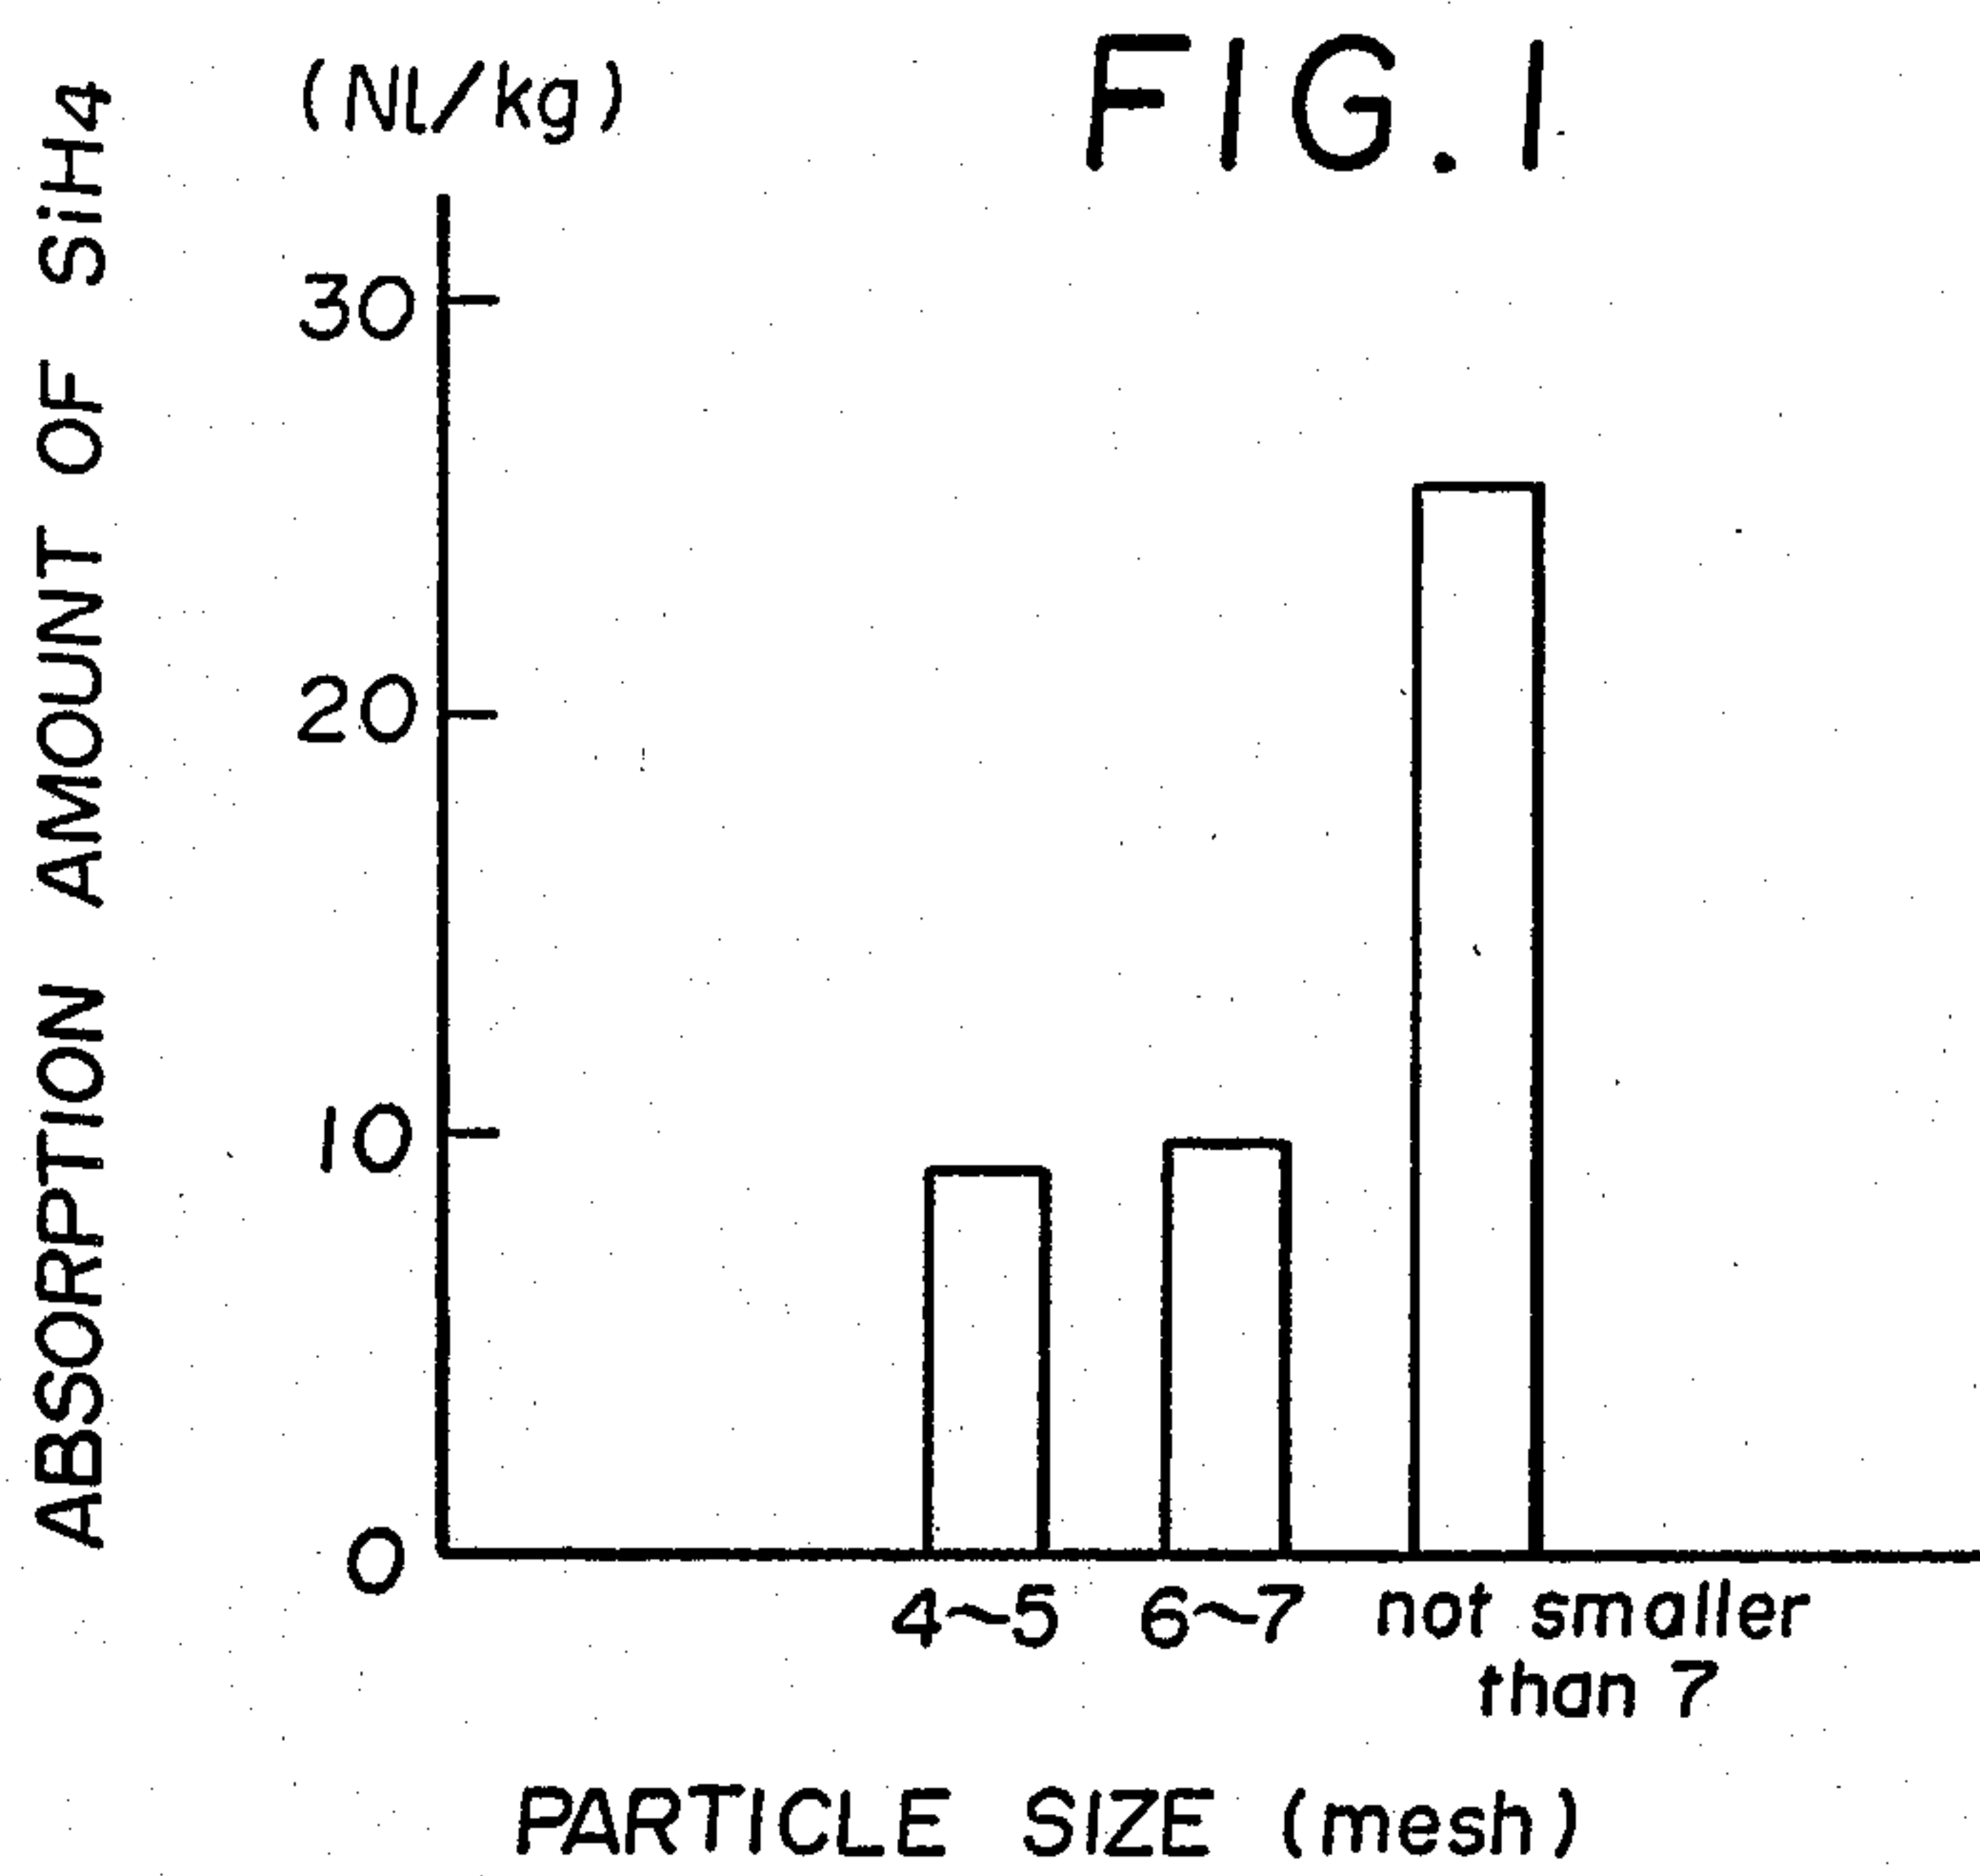 FIG.1
(Nl/kg)
ABSORPTION AMOUNT OF SiH4
30
20
10
0
4~5 6~7 not smaller
than 7
PARTICLE SIZE (mesh)